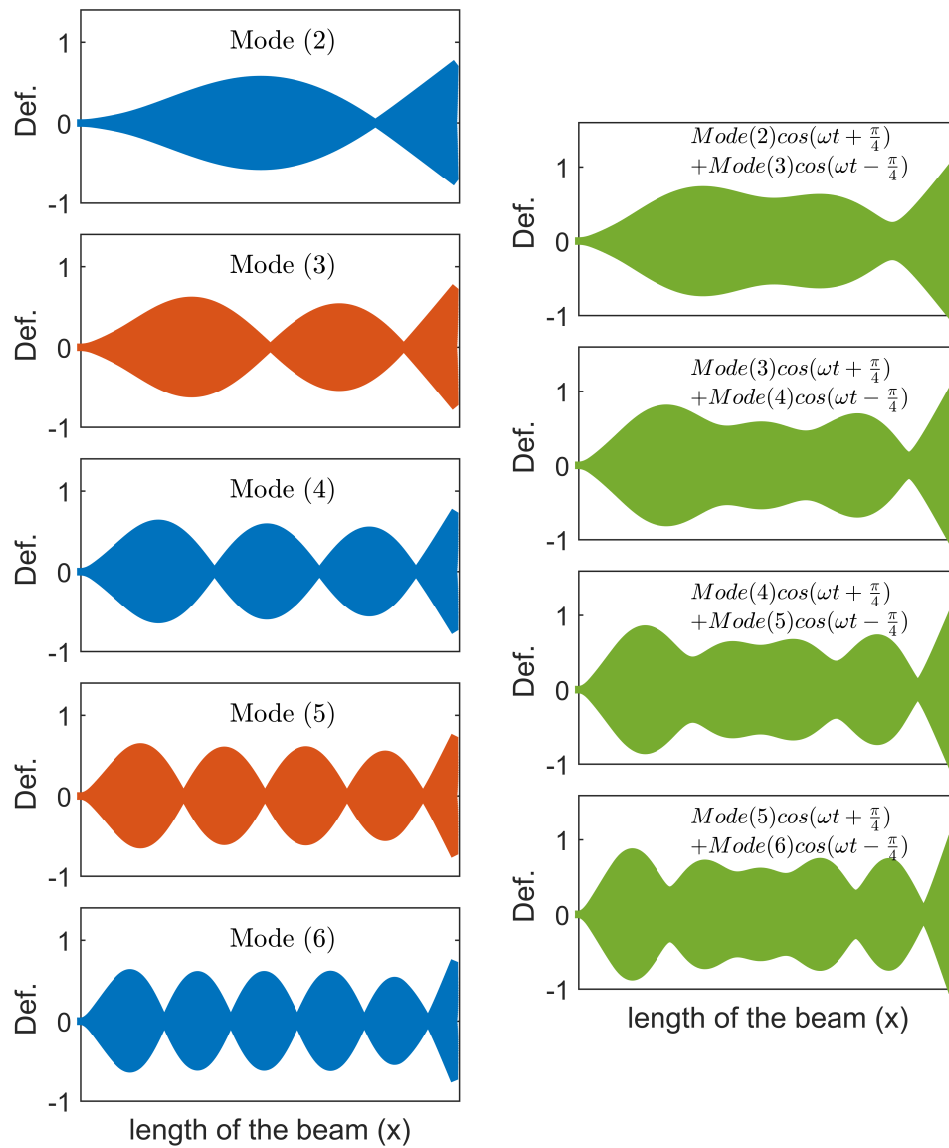 1
Mode (2)
Def.
0
-1
1
Mode (3)
Def.
0
-1
1
Mode (4)
Def.
0
-1
1
Mode (5)
Def.
0
-1
1
Mode (6)
Def.
0
-1
length of the beam (x)
Mode(2)cos(ωt + π/4)
+Mode(3)cos(ωt − π/4)
1
Def.
0
-1
Mode(3)cos(ωt + π/4)
+Mode(4)cos(ωt − π/4)
1
Def.
0
-1
Mode(4)cos(ωt + π/4)
+Mode(5)cos(ωt − π/4)
1
Def.
0
-1
Mode(5)cos(ωt + π/4)
+Mode(6)cos(ωt − π/4)
1
Def.
0
-1
length of the beam (x)